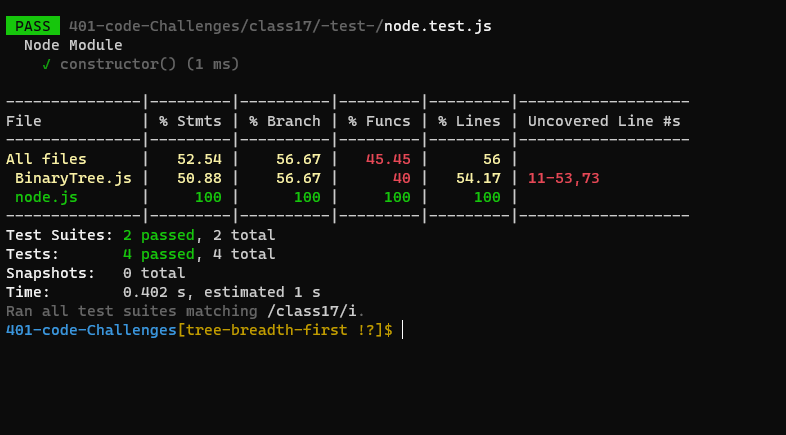 PASS 401-code-Challenges/class17/-test-/node.test.js
  Node Module
    ✓ constructor() (1 ms)
---------------|---------|----------|---------|---------|-------------------
File           | % Stmts | % Branch | % Funcs | % Lines | Uncovered Line #s
---------------|---------|----------|---------|---------|-------------------
All files      |   52.54 |    56.67 |   45.45 |      56 |
 BinaryTree.js |   50.88 |    56.67 |      40 |   54.17 | 11-53,73
 node.js       |     100 |      100 |     100 |     100 |
---------------|---------|----------|---------|---------|-------------------
Test Suites: 2 passed, 2 total
Tests:       4 passed, 4 total
Snapshots:   0 total
Time:        0.402 s, estimated 1 s
Ran all test suites matching /class17/i.
401-code-Challenges[tree-breadth-first !?]$